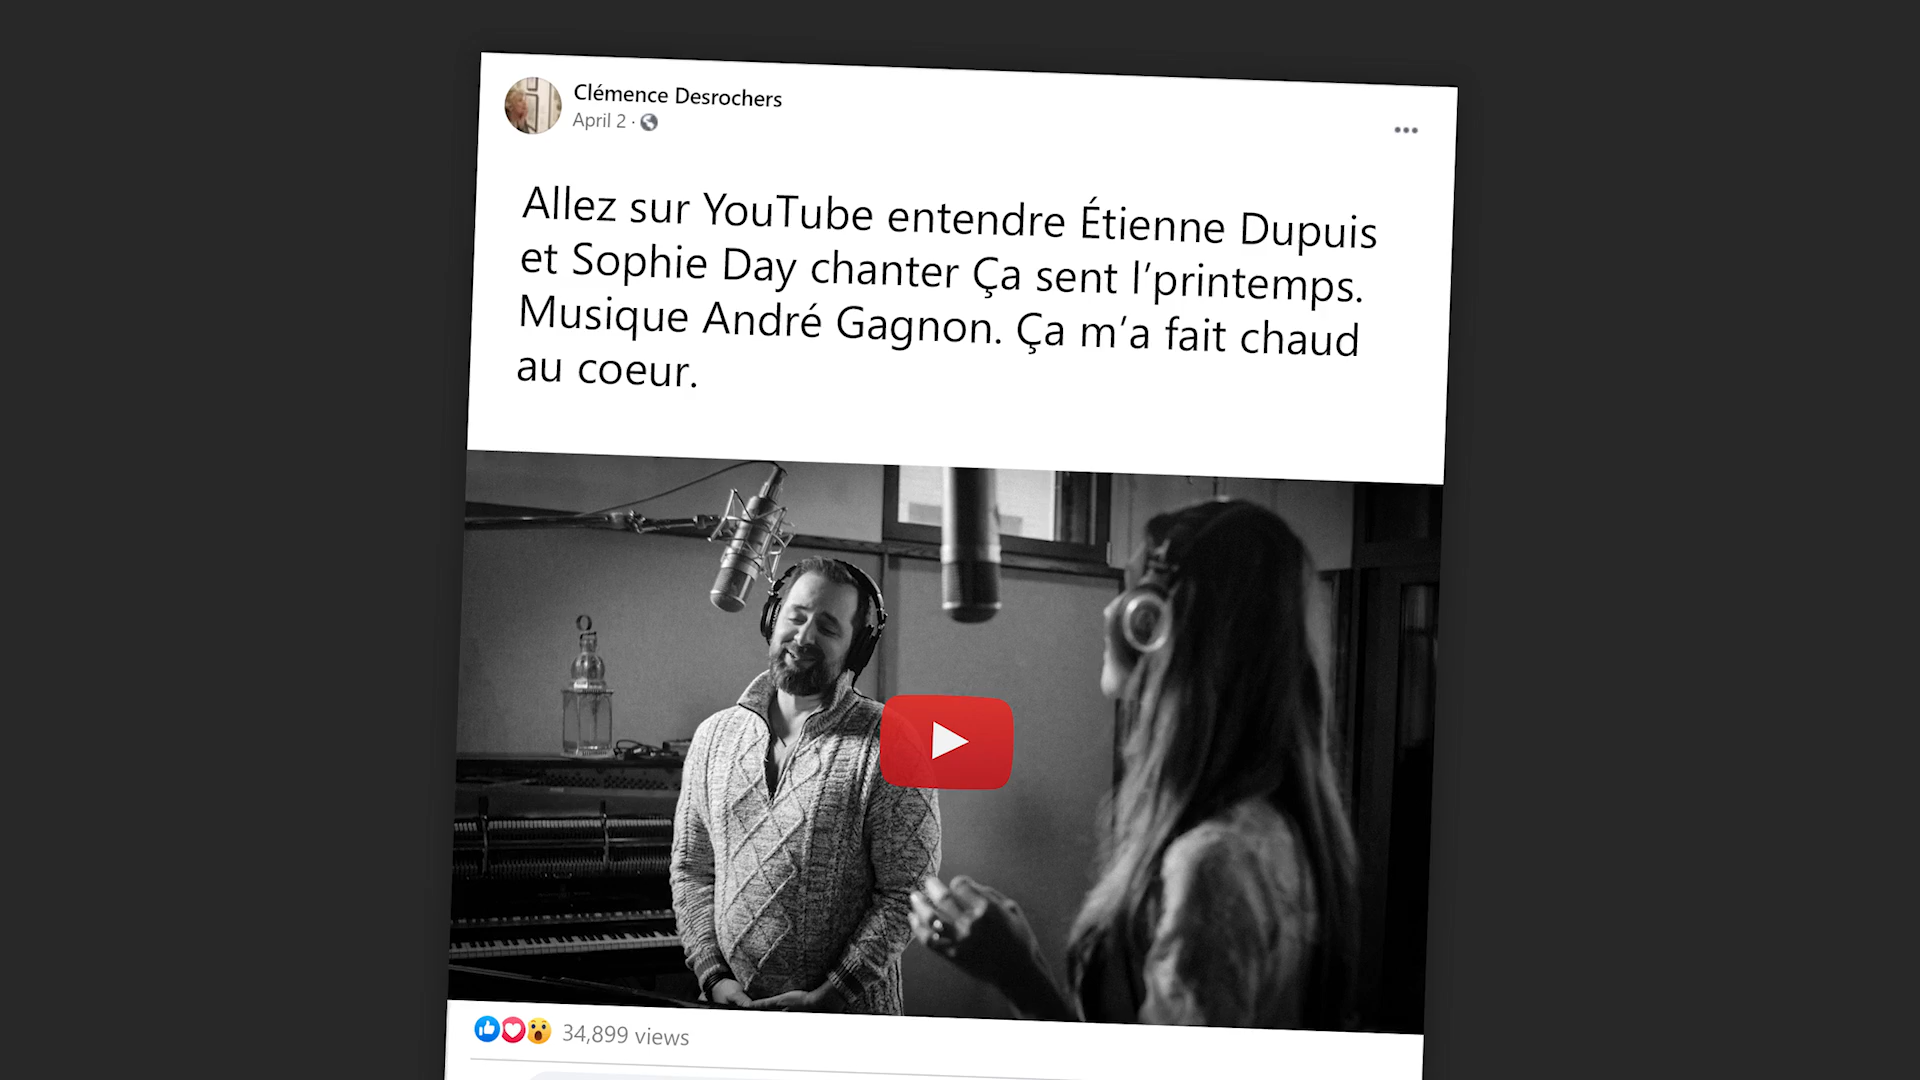 Clémence Desrochers
April 2 ·
Allez sur YouTube entendre Étienne Dupuis
et Sophie Day chanter Ça sent l’printemps.
Musique André Gagnon. Ça m’a fait chaud
au coeur.
34,899 views